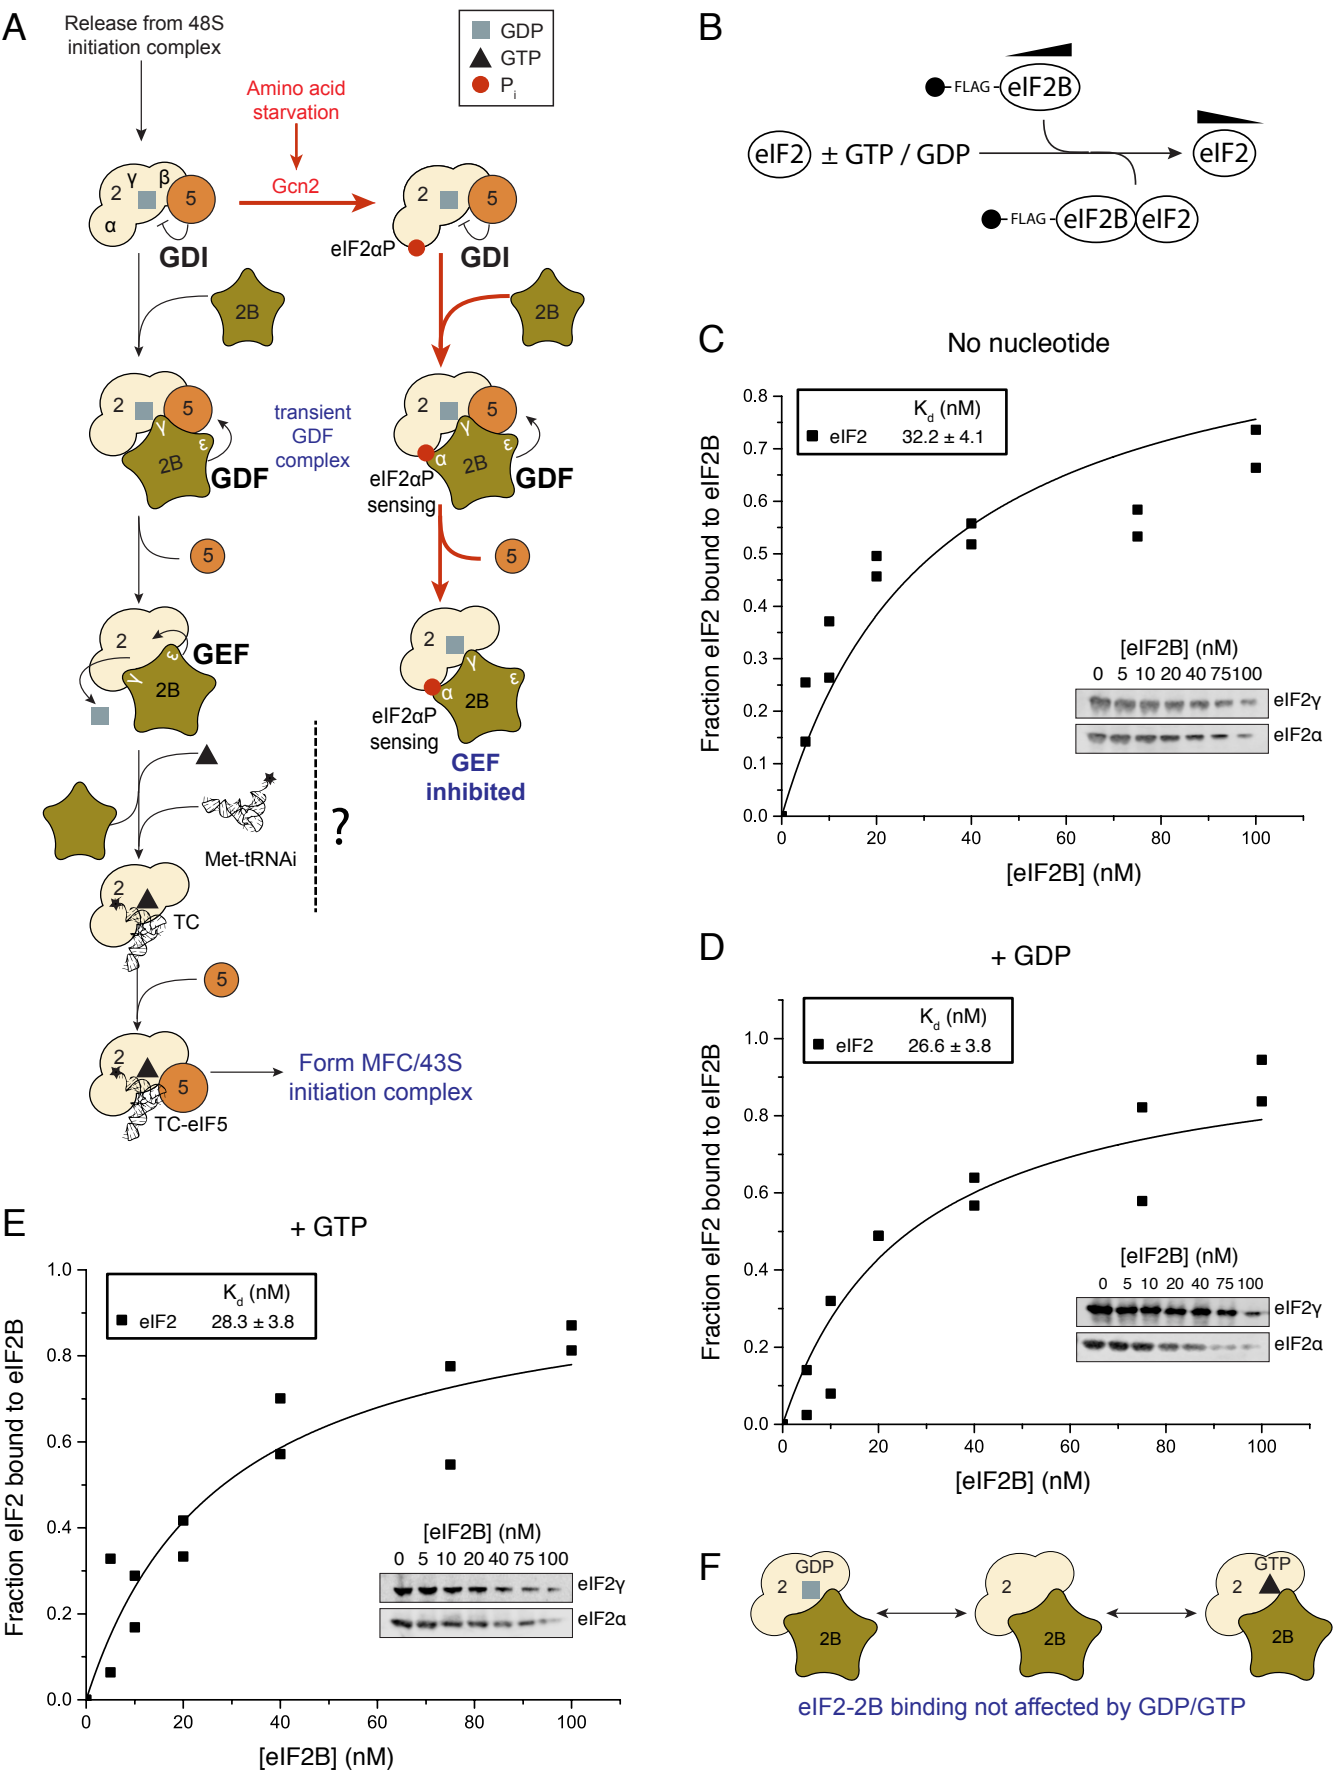 A
Release from 48S
initiation complex
GDP
GTP
Pi
Amino acid
starvation
Gcn2
2 γ β 5
α
GDI
2 5
eIF2αP
GDI
2B
2B
2 5
γ ε
2B
GDF
transient
GDF
complex
2 5
γ ε
α 2B
eIF2αP
sensing
GDF
5
5
2
GEF
ε
γ 2B
2
γ
α 2B ε
eIF2αP
sensing
GEF
inhibited
Met-tRNAi
?
2
TC
5
2
5
TC-eIF5
Form MFC/43S
initiation complex
B
FLAG eIF2B
eIF2 ± GTP / GDP
eIF2
FLAG eIF2B eIF2
C
No nucleotide
Fraction eIF2 bound to eIF2B
0.8
0.7
0.6
0.5
0.4
0.3
0.2
0.1
0.0
Kd (nM)
eIF2 32.2 ± 4.1
[eIF2B] (nM)
0 5 10 20 40 75 100
eIF2γ
eIF2α
0 20 40 60 80 100
[eIF2B] (nM)
D
+ GDP
Fraction eIF2 bound to eIF2B
1.0
0.8
0.6
0.4
0.2
0.0
Kd (nM)
eIF2 26.6 ± 3.8
[eIF2B] (nM)
0 5 10 20 40 75 100
eIF2γ
eIF2α
0 20 40 60 80 100
[eIF2B] (nM)
E
+ GTP
Fraction eIF2 bound to eIF2B
1.0
0.8
0.6
0.4
0.2
0.0
Kd (nM)
eIF2 28.3 ± 3.8
[eIF2B] (nM)
0 5 10 20 40 75 100
eIF2γ
eIF2α
0 20 40 60 80 100
[eIF2B] (nM)
F
GDP
2
2B
2
2B
GTP
2
2B
eIF2-2B binding not affected by GDP/GTP